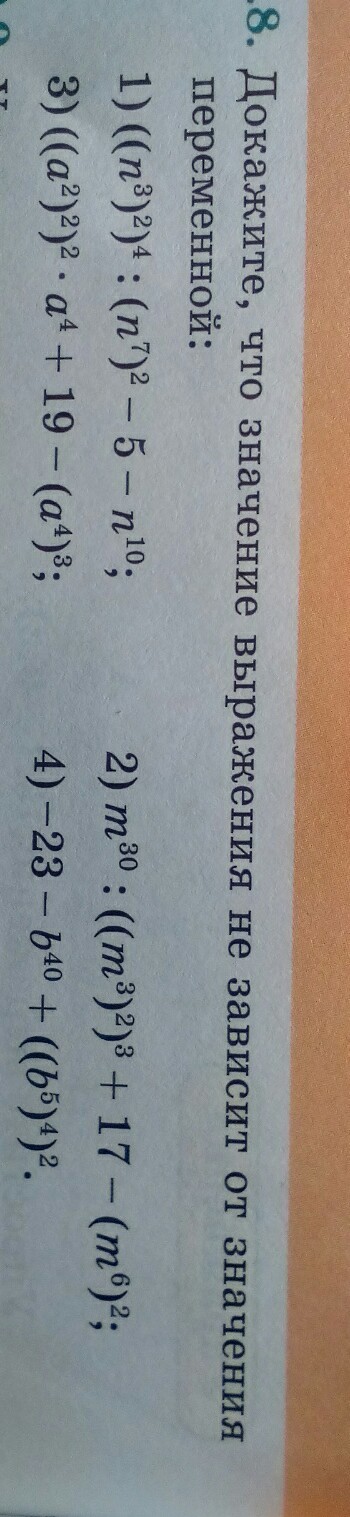 .8. Докажите, что значение выражения не зависит от значения
переменной:
1) ((n³)²)⁴ : (n⁷)² – 5 – n¹⁰; 2) m³⁰ : ((m³)²)³ + 17 – (m⁶)²;
3) ((a²)²)² · a⁴ + 19 – (a⁴)³; 4) –23 – b⁴⁰ + ((b⁵)⁴)².